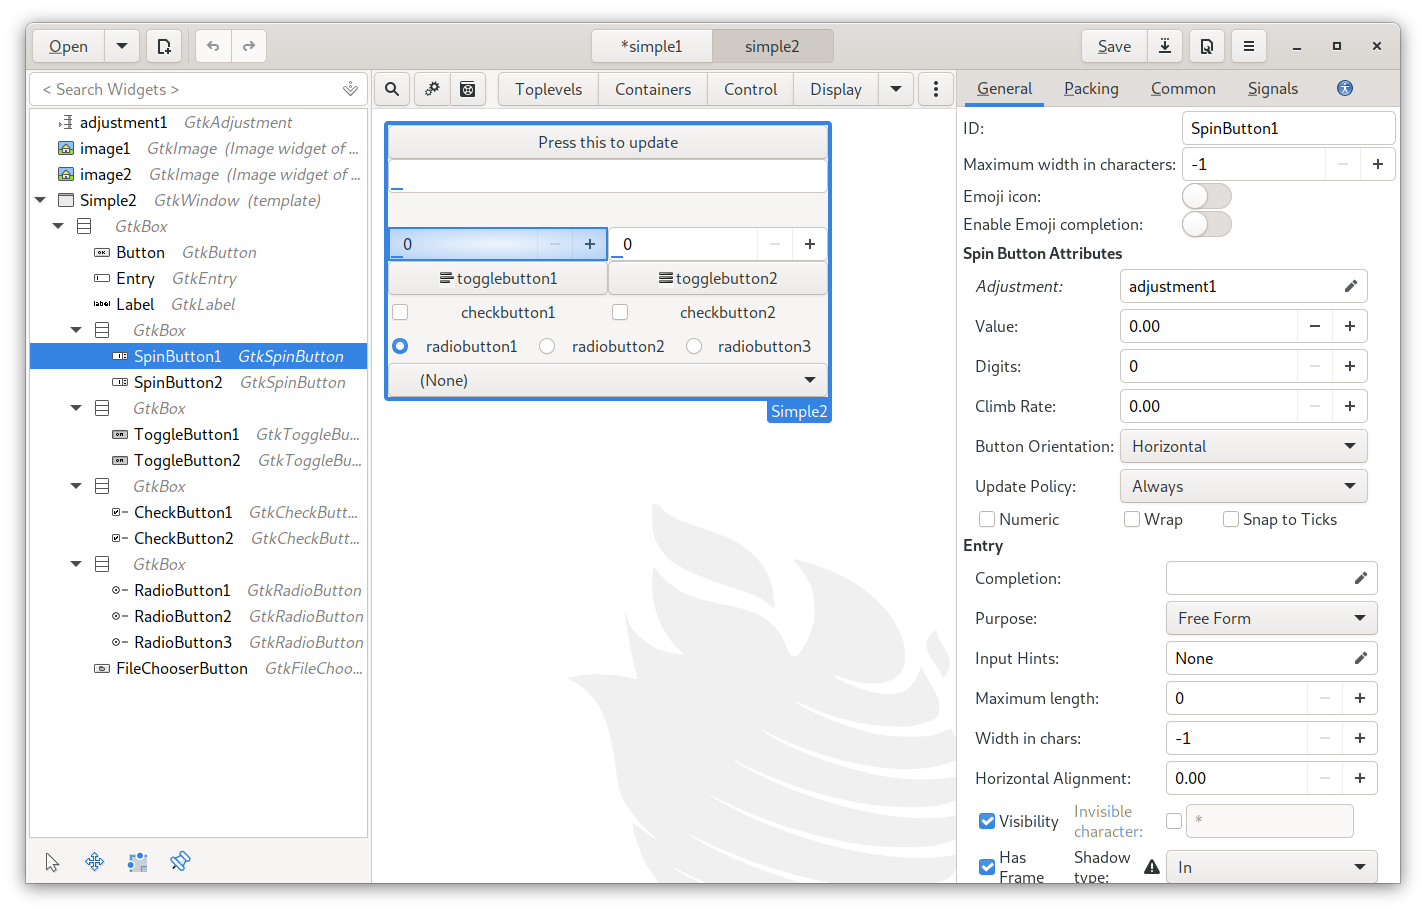 Open
*simple1
simple2
Save
< Search Widgets >
Toplevels
Containers
Control
Display
General
Packing
Common
Signals
adjustment1 GtkAdjustment
image1 GtkImage (Image widget of ...
image2 GtkImage (Image widget of ...
Simple2 GtkWindow (template)
GtkBox
Button GtkButton
Entry GtkEntry
Label GtkLabel
GtkBox
SpinButton1 GtkSpinButton
SpinButton2 GtkSpinButton
GtkBox
ToggleButton1 GtkToggleBu...
ToggleButton2 GtkToggleBu...
GtkBox
CheckButton1 GtkCheckButt...
CheckButton2 GtkCheckButt...
GtkBox
RadioButton1 GtkRadioButton
RadioButton2 GtkRadioButton
RadioButton3 GtkRadioButton
FileChooserButton GtkFileChoo...
Press this to update
0 − + 0 − +
togglebutton1 togglebutton2
checkbutton1 checkbutton2
radiobutton1 radiobutton2 radiobutton3
(None)
Simple2
ID: SpinButton1
Maximum width in characters: -1 − +
Emoji icon:
Enable Emoji completion:
Spin Button Attributes
Adjustment: adjustment1
Value: 0.00 − +
Digits: 0 − +
Climb Rate: 0.00 − +
Button Orientation: Horizontal
Update Policy: Always
Numeric Wrap Snap to Ticks
Entry
Completion:
Purpose: Free Form
Input Hints: None
Maximum length: 0 − +
Width in chars: -1 − +
Horizontal Alignment: 0.00 − +
Visibility Invisible
character: *
Has Shadow
Frame type: In